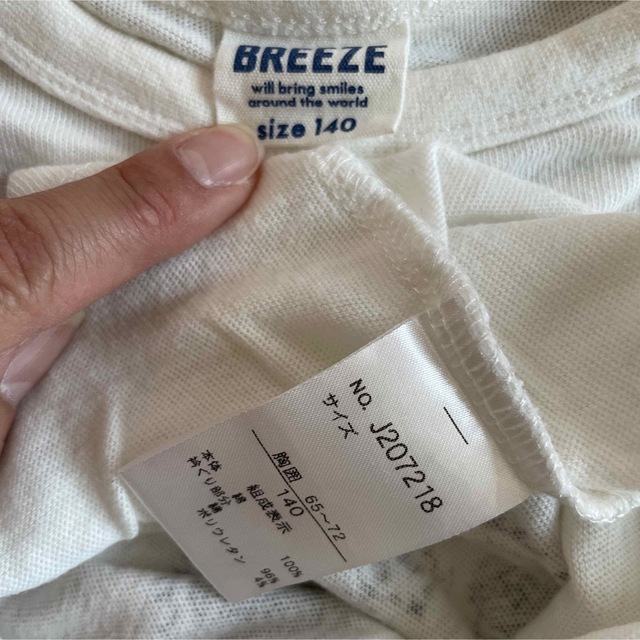 BREEZE
will bring smiles
around the world
size 140
NO. J207218
サイズ
胸囲 65~72
140
組成表示
本体 綿 100%
衿ぐり部分
綿 96%
ポリウレタン 4%